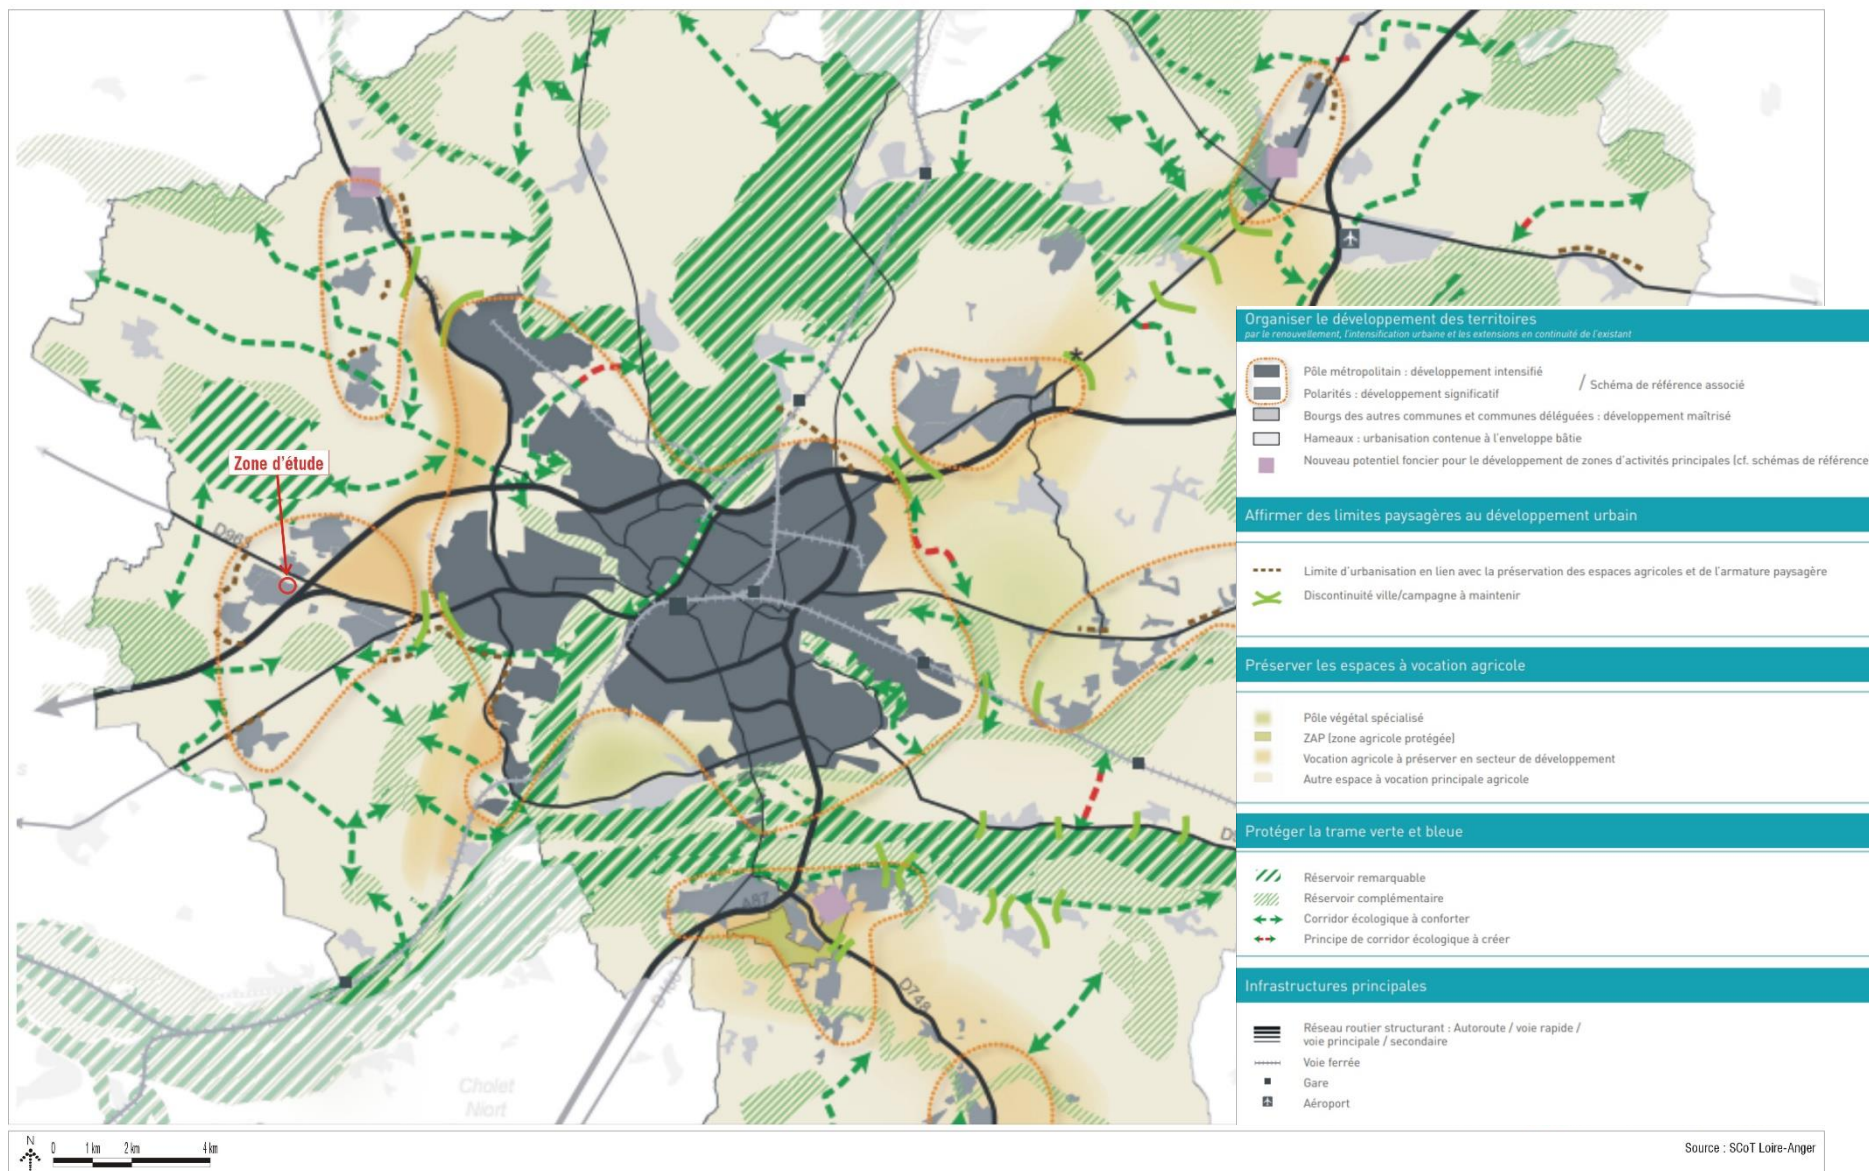 Zone d'étude
A87
D748
Cholet
Niort
Organiser le développement des territoires
par le renouvellement, l'intensification urbaine et les extensions en continuité de l'existant
Pôle métropolitain : développement intensifié
/ Schéma de référence associé
Polarités : développement significatif
Bourgs des autres communes et communes déléguées : développement maîtrisé
Hameaux : urbanisation contenue à l'enveloppe bâtie
Nouveau potentiel foncier pour le développement de zones d'activités principales (cf. schémas de référence
Affirmer des limites paysagères au développement urbain
Limite d'urbanisation en lien avec la préservation des espaces agricoles et de l'armature paysagère
Discontinuité ville/campagne à maintenir
Préserver les espaces à vocation agricole
Pôle végétal spécialisé
ZAP (zone agricole protégée)
Vocation agricole à préserver en secteur de développement
Autre espace à vocation principale agricole
Protéger la trame verte et bleue
Réservoir remarquable
Réservoir complémentaire
Corridor écologique à conforter
Principe de corridor écologique à créer
Infrastructures principales
Réseau routier structurant : Autoroute / voie rapide /
voie principale / secondaire
Voie ferrée
Gare
Aéroport
N
0 1 km 2 km 4 km
Source : SCoT Loire-Anger